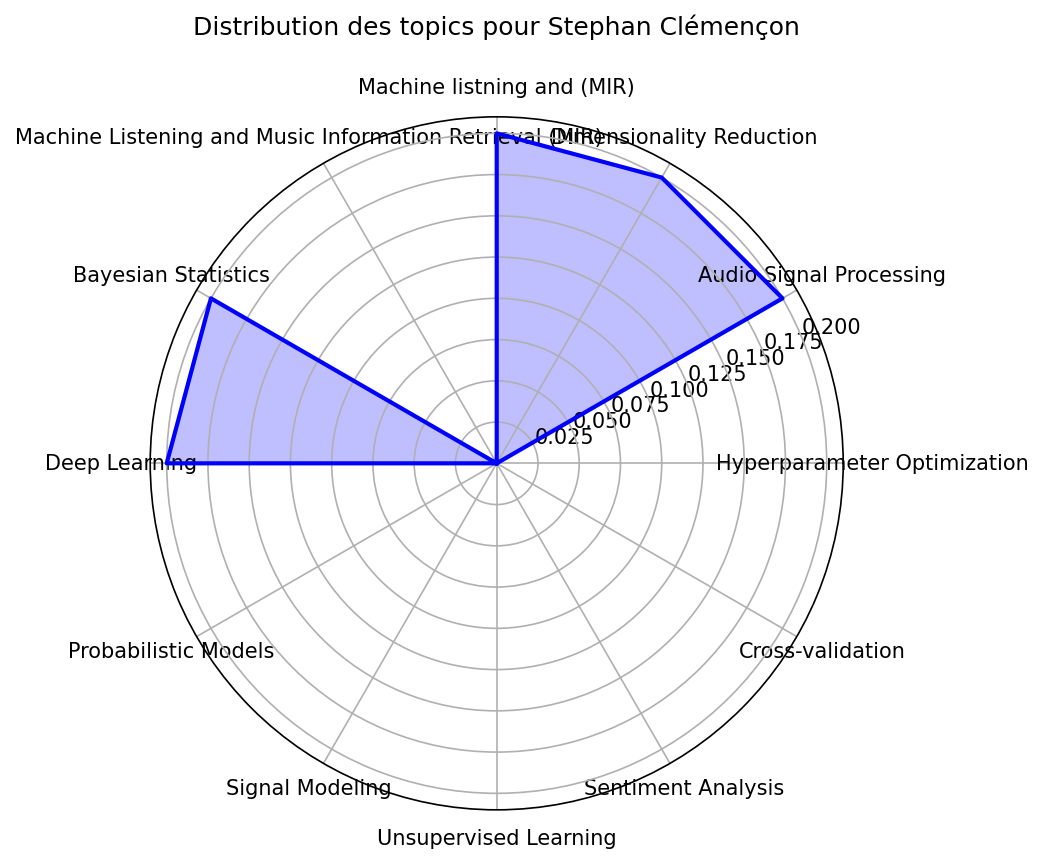 Distribution des topics pour Stephan Clémençon
Machine listning and (MIR)
Machine Listening and Music Information Retrieval (MIR)
Dimensionality Reduction
Bayesian Statistics
Audio Signal Processing
0.200
0.175
0.150
0.125
0.100
0.075
0.050
0.025
Deep Learning
Hyperparameter Optimization
Probabilistic Models
Cross-validation
Signal Modeling
Sentiment Analysis
Unsupervised Learning